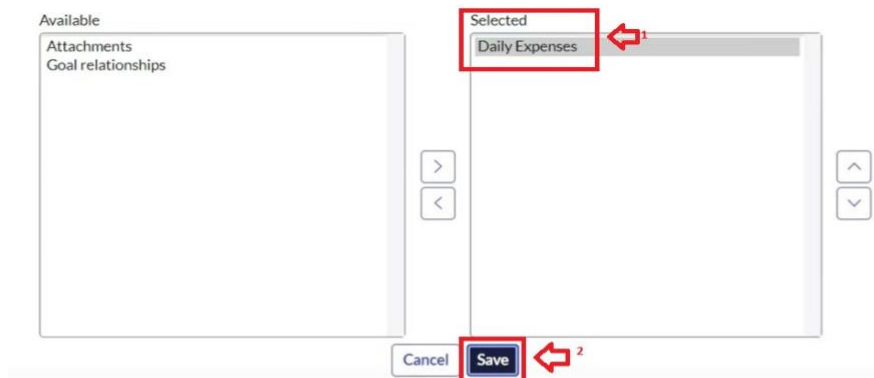 Available
Attachments
Goal relationships
Selected
Daily Expenses
1
Cancel
Save
2